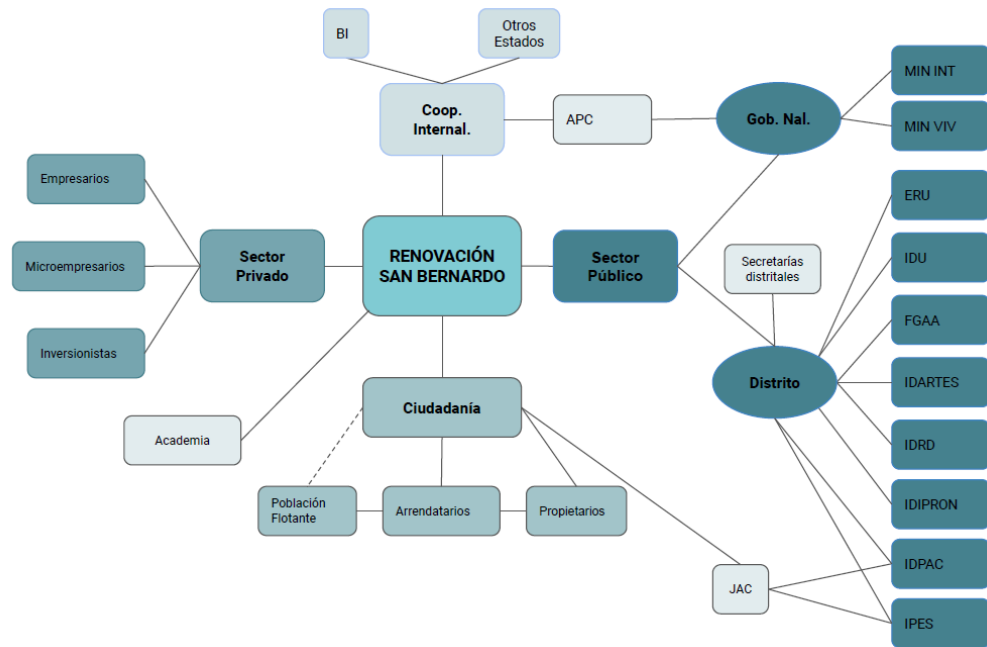 BI
Otros
Estados
Coop.
Internal.
APC
Gob. Nal.
MIN INT
MIN VIV
Empresarios
Microempresarios
Inversionistas
Sector
Privado
RENOVACIÓN
SAN BERNARDO
Sector
Público
Secretarías
distritales
Distrito
ERU
IDU
FGAA
IDARTES
IDRD
IDIPRON
IDPAC
IPES
Academia
Ciudadanía
Población
Flotante
Arrendatarios
Propietarios
JAC